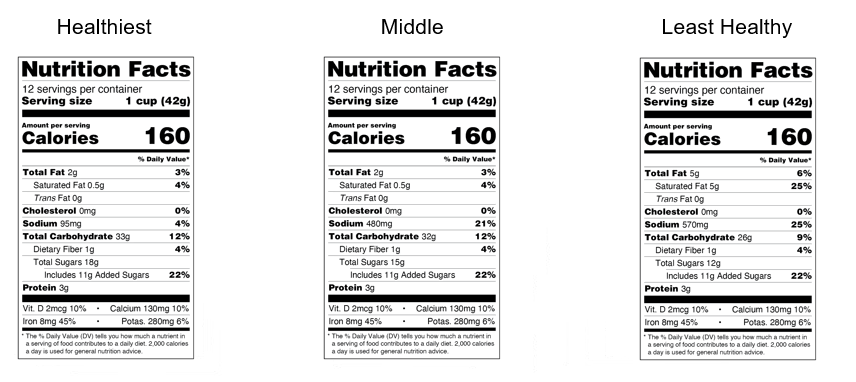 Healthiest
Nutrition Facts
12 servings per container
Serving size 1 cup (42g)
Amount per serving
Calories 160
% Daily Value*
Total Fat 2g 3%
Saturated Fat 0.5g 4%
Trans Fat 0g
Cholesterol 0mg 0%
Sodium 95mg 4%
Total Carbohydrate 33g 12%
Dietary Fiber 1g 4%
Total Sugars 18g
Includes 11g Added Sugars 22%
Protein 3g
Vit. D 2mcg 10% • Calcium 130mg 10%
Iron 8mg 45% • Potas. 280mg 6%
* The % Daily Value (DV) tells you how much a nutrient in
a serving of food contributes to a daily diet. 2,000 calories
a day is used for general nutrition advice.
Middle
Nutrition Facts
12 servings per container
Serving size 1 cup (42g)
Amount per serving
Calories 160
% Daily Value*
Total Fat 2g 3%
Saturated Fat 0.5g 4%
Trans Fat 0g
Cholesterol 0mg 0%
Sodium 480mg 21%
Total Carbohydrate 32g 12%
Dietary Fiber 1g 4%
Total Sugars 15g
Includes 11g Added Sugars 22%
Protein 3g
Vit. D 2mcg 10% • Calcium 130mg 10%
Iron 8mg 45% • Potas. 280mg 6%
* The % Daily Value (DV) tells you how much a nutrient in
a serving of food contributes to a daily diet. 2,000 calories
a day is used for general nutrition advice.
Least Healthy
Nutrition Facts
12 servings per container
Serving size 1 cup (42g)
Amount per serving
Calories 160
% Daily Value*
Total Fat 5g 6%
Saturated Fat 5g 25%
Trans Fat 0g
Cholesterol 0mg 0%
Sodium 570mg 25%
Total Carbohydrate 26g 9%
Dietary Fiber 1g 4%
Total Sugars 12g
Includes 11g Added Sugars 22%
Protein 3g
Vit. D 2mcg 10% • Calcium 130mg 10%
Iron 8mg 45% • Potas. 280mg 6%
* The % Daily Value (DV) tells you how much a nutrient in
a serving of food contributes to a daily diet. 2,000 calories
a day is used for general nutrition advice.